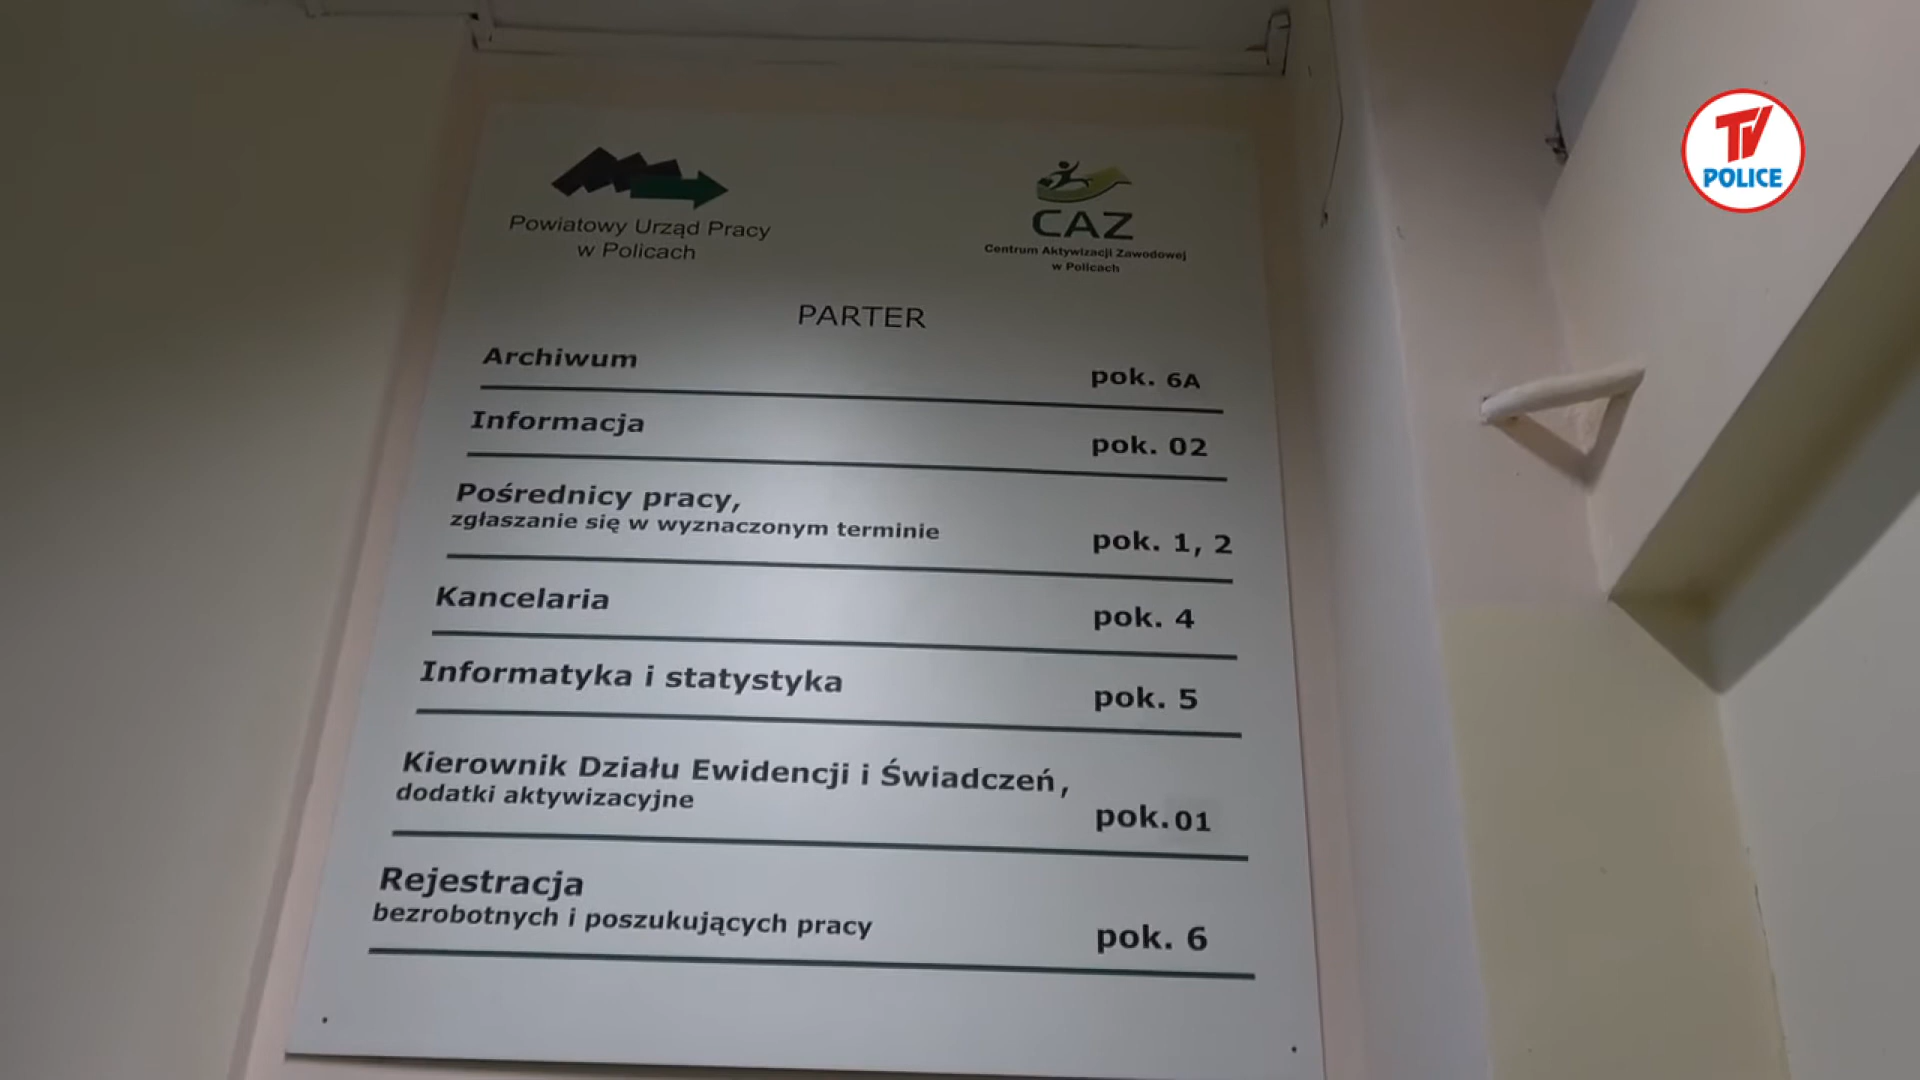 TV
POLICE
Powiatowy Urząd Pracy
w Policach
CAZ
Centrum Aktywizacji Zawodowej
w Policach
PARTER
Archiwum pok. 6A
Informacja pok. 02
Pośrednicy pracy,
zgłaszanie się w wyznaczonym terminie pok. 1, 2
Kancelaria pok. 4
Informatyka i statystyka pok. 5
Kierownik Działu Ewidencji i Świadczeń,
dodatki aktywizacyjne pok.01
Rejestracja
bezrobotnych i poszukujących pracy pok. 6